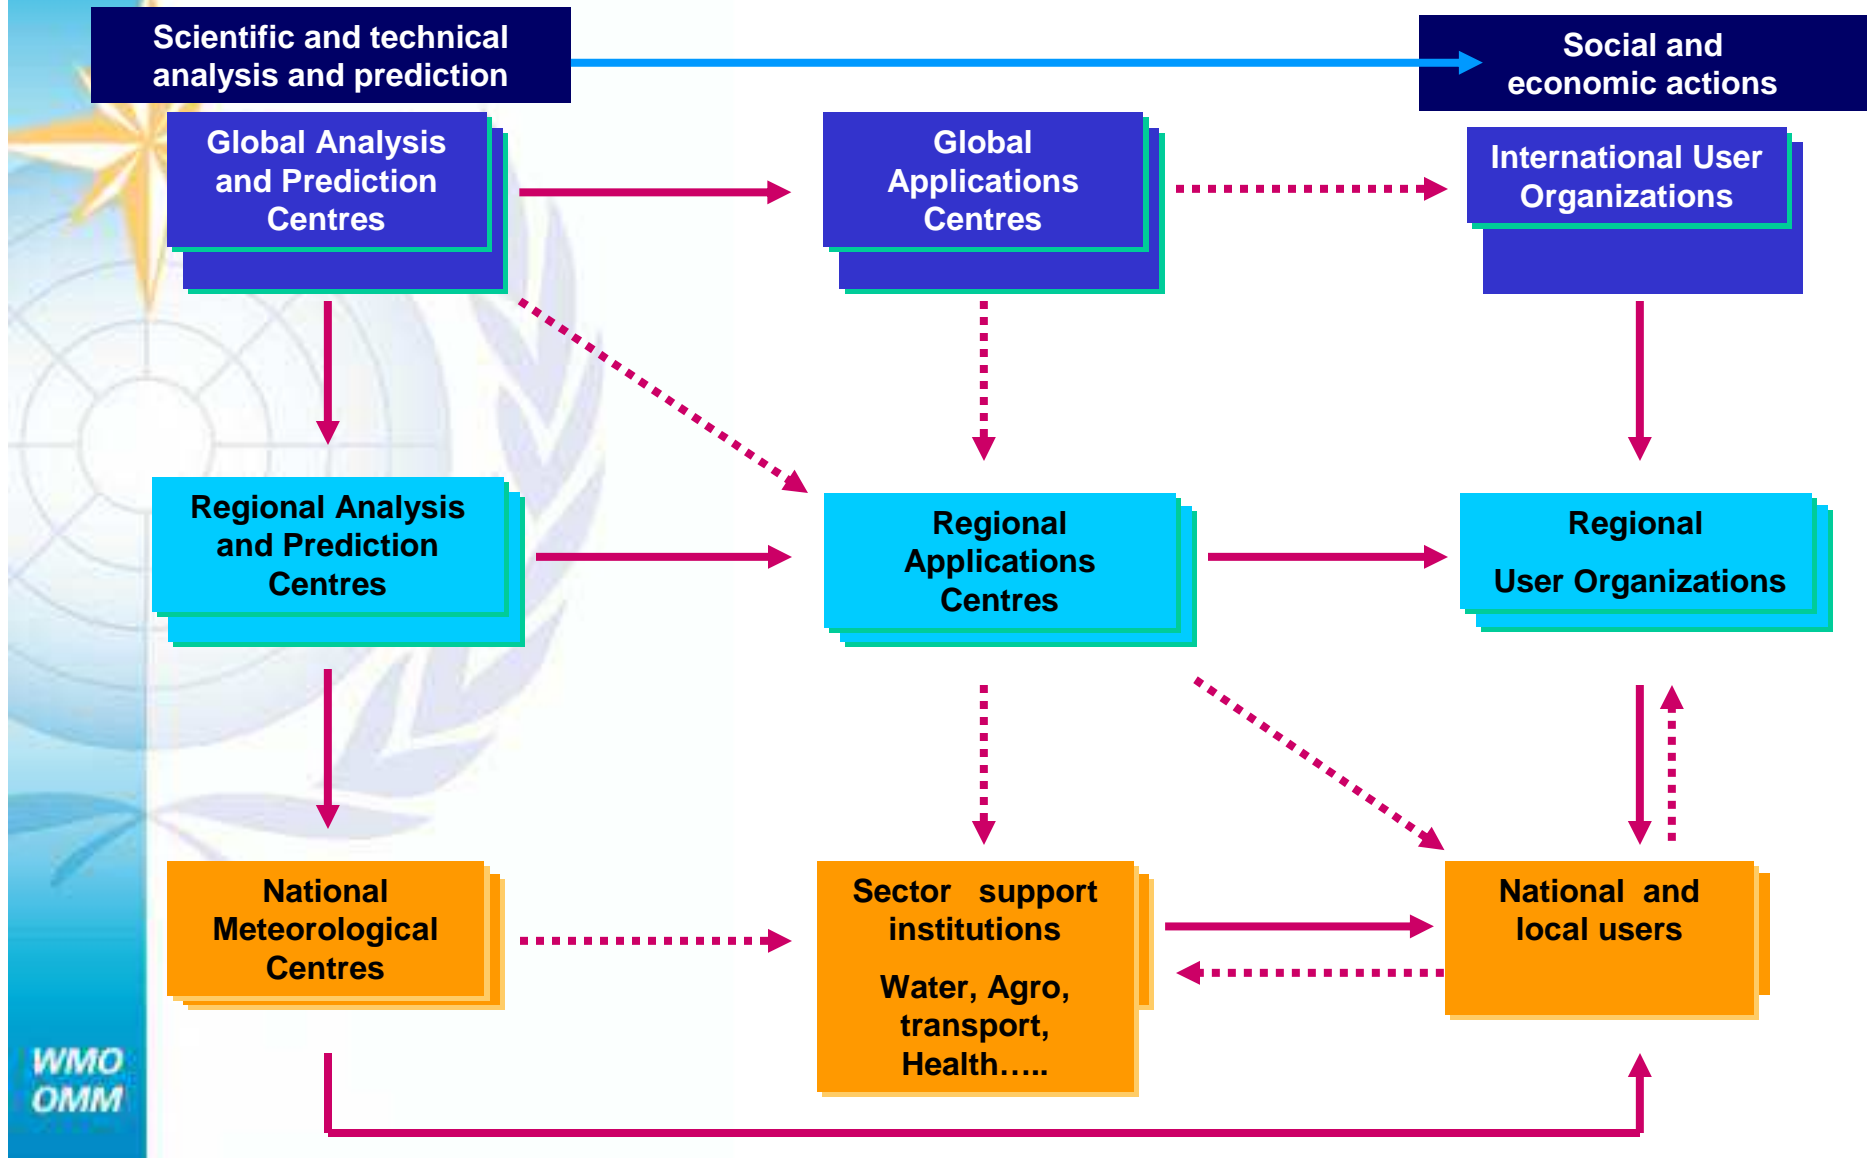 Scientific and technical
analysis and prediction
Social and
economic actions
Global Analysis
and Prediction
Centres
Global
Applications
Centres
International User
Organizations
Regional Analysis
and Prediction
Centres
Regional
Applications
Centres
Regional
User Organizations
National
Meteorological
Centres
Sector support
institutions
Water, Agro,
transport,
Health…..
National and
local users
WMO
OMM